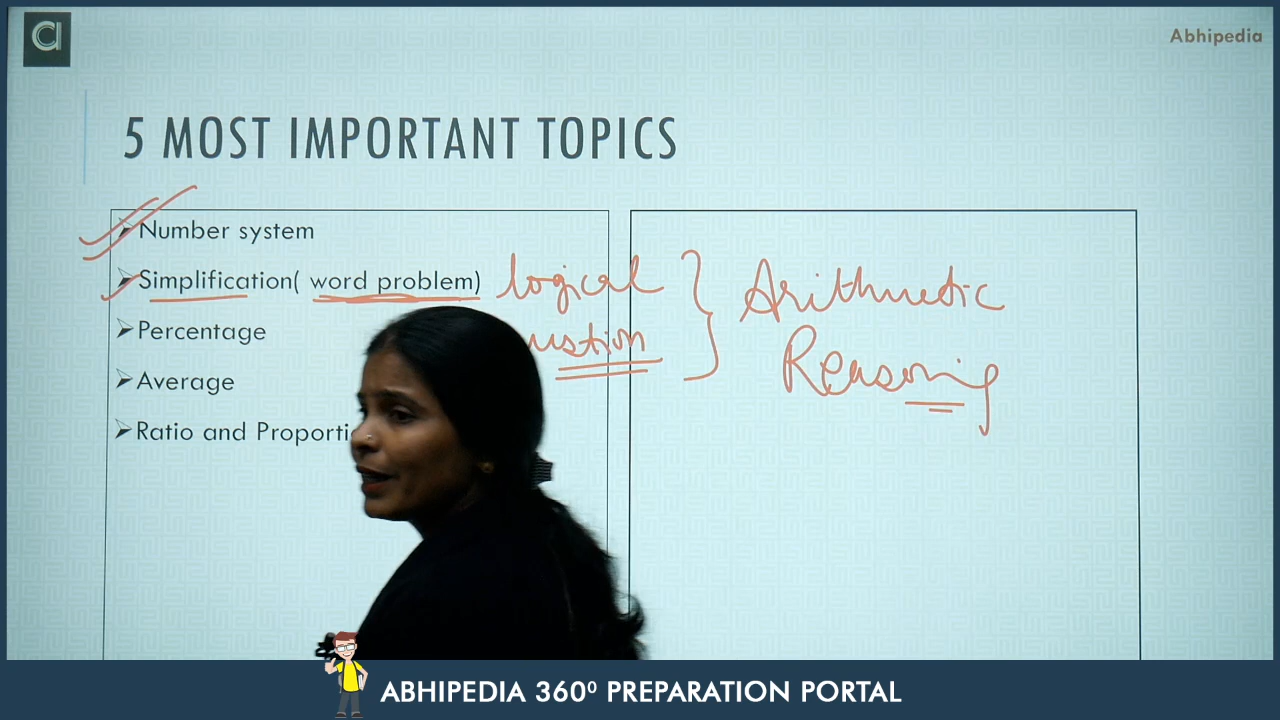 Abhipedia
5 MOST IMPORTANT TOPICS
Number system
Simplification( word problem) logical
ustion
Arithmetic
Reasoning
Percentage
Average
Ratio and Proporti
ABHIPEDIA 360⁰ PREPARATION PORTAL